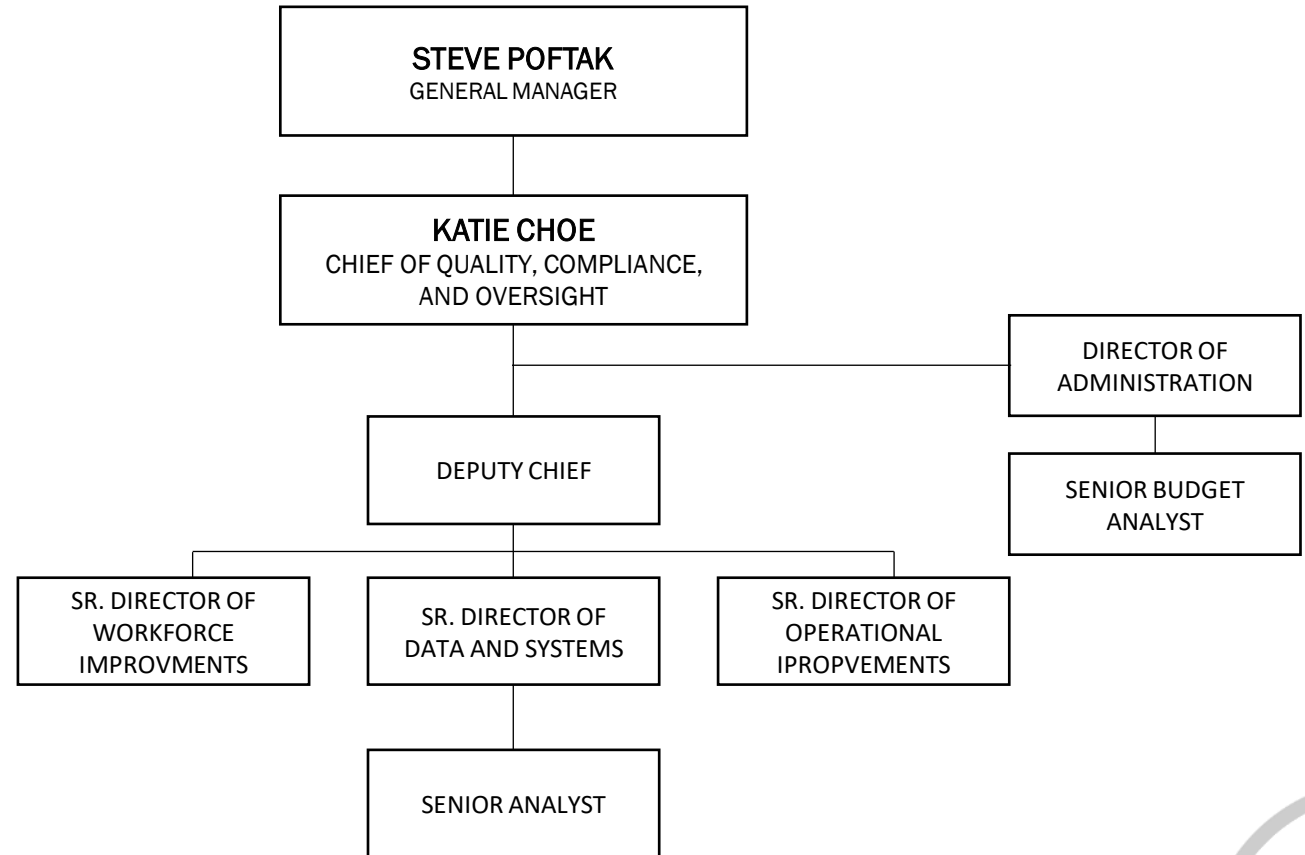 STEVE POFTAK
GENERAL MANAGER
KATIE CHOE
CHIEF OF QUALITY, COMPLIANCE,
AND OVERSIGHT
DIRECTOR OF
ADMINISTRATION
DEPUTY CHIEF
SENIOR BUDGET
ANALYST
SR. DIRECTOR OF
WORKFORCE
IMPROVMENTS
SR. DIRECTOR OF
DATA AND SYSTEMS
SR. DIRECTOR OF
OPERATIONAL
IPROPVEMENTS
SENIOR ANALYST